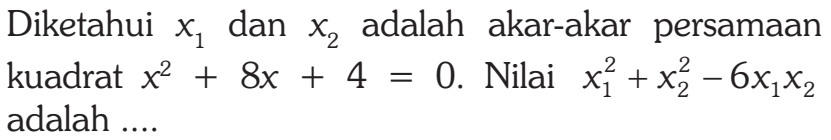 Diketahui x₁ dan x₂ adalah akar-akar persamaan
kuadrat x² + 8x + 4 = 0. Nilai x₁² + x₂² − 6x₁x₂
adalah ....